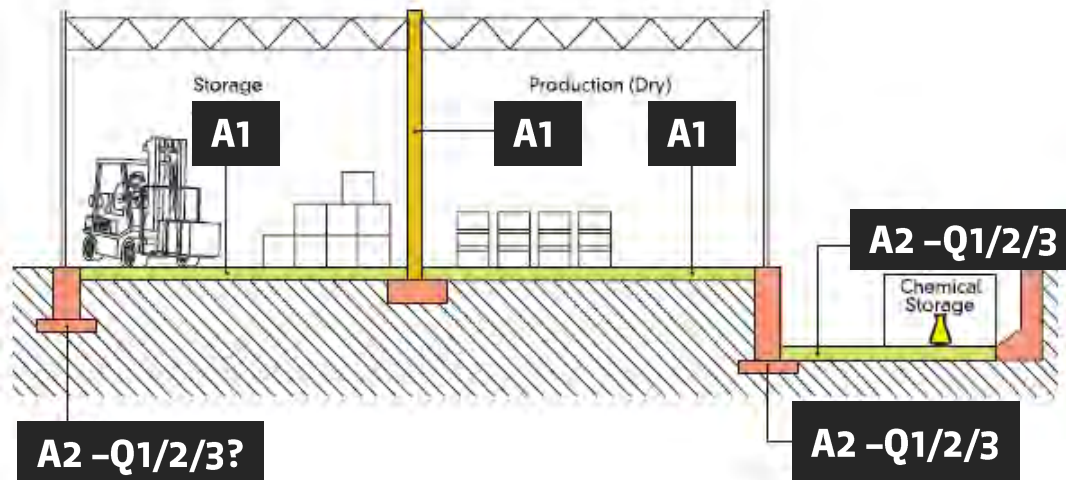 Storage
Production (Dry)
A1
A1
A1
A2 –Q1/2/3
Chemical
Storage
A2 –Q1/2/3?
A2 –Q1/2/3